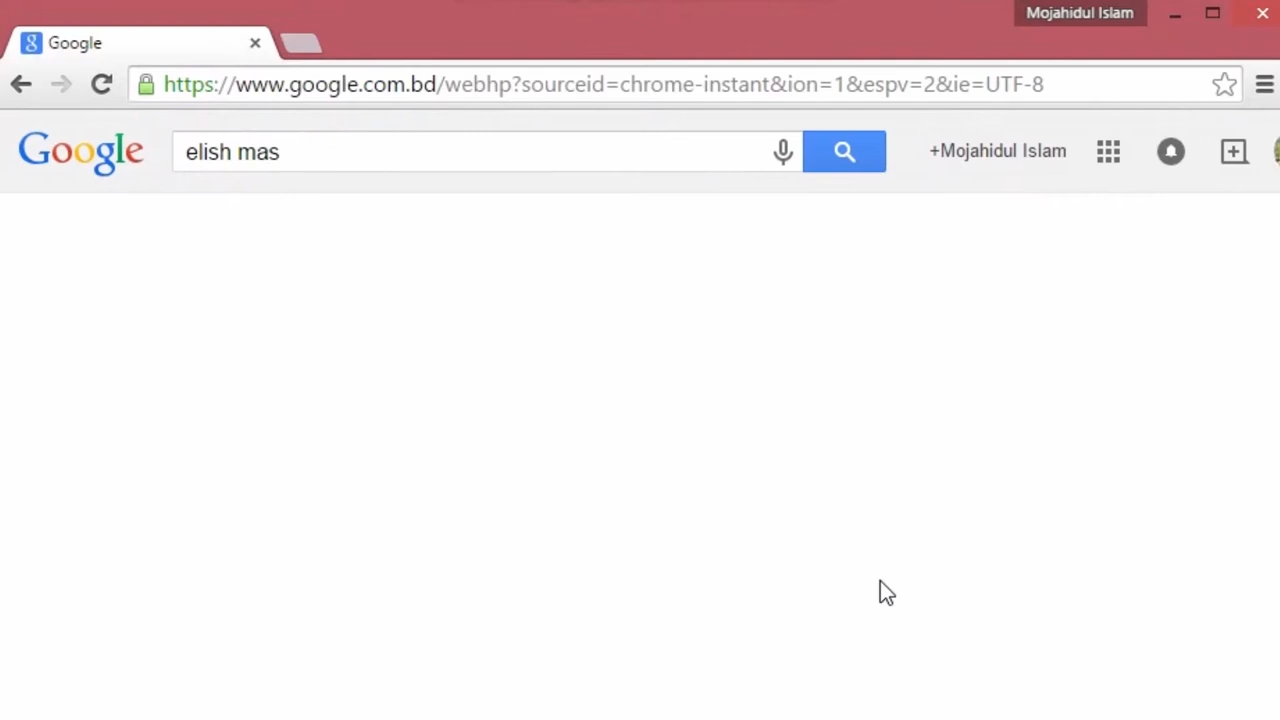 Mojahidul Islam
Google
https://www.google.com.bd/webhp?sourceid=chrome-instant&ion=1&espv=2&ie=UTF-8
Google elish mas +Mojahidul Islam